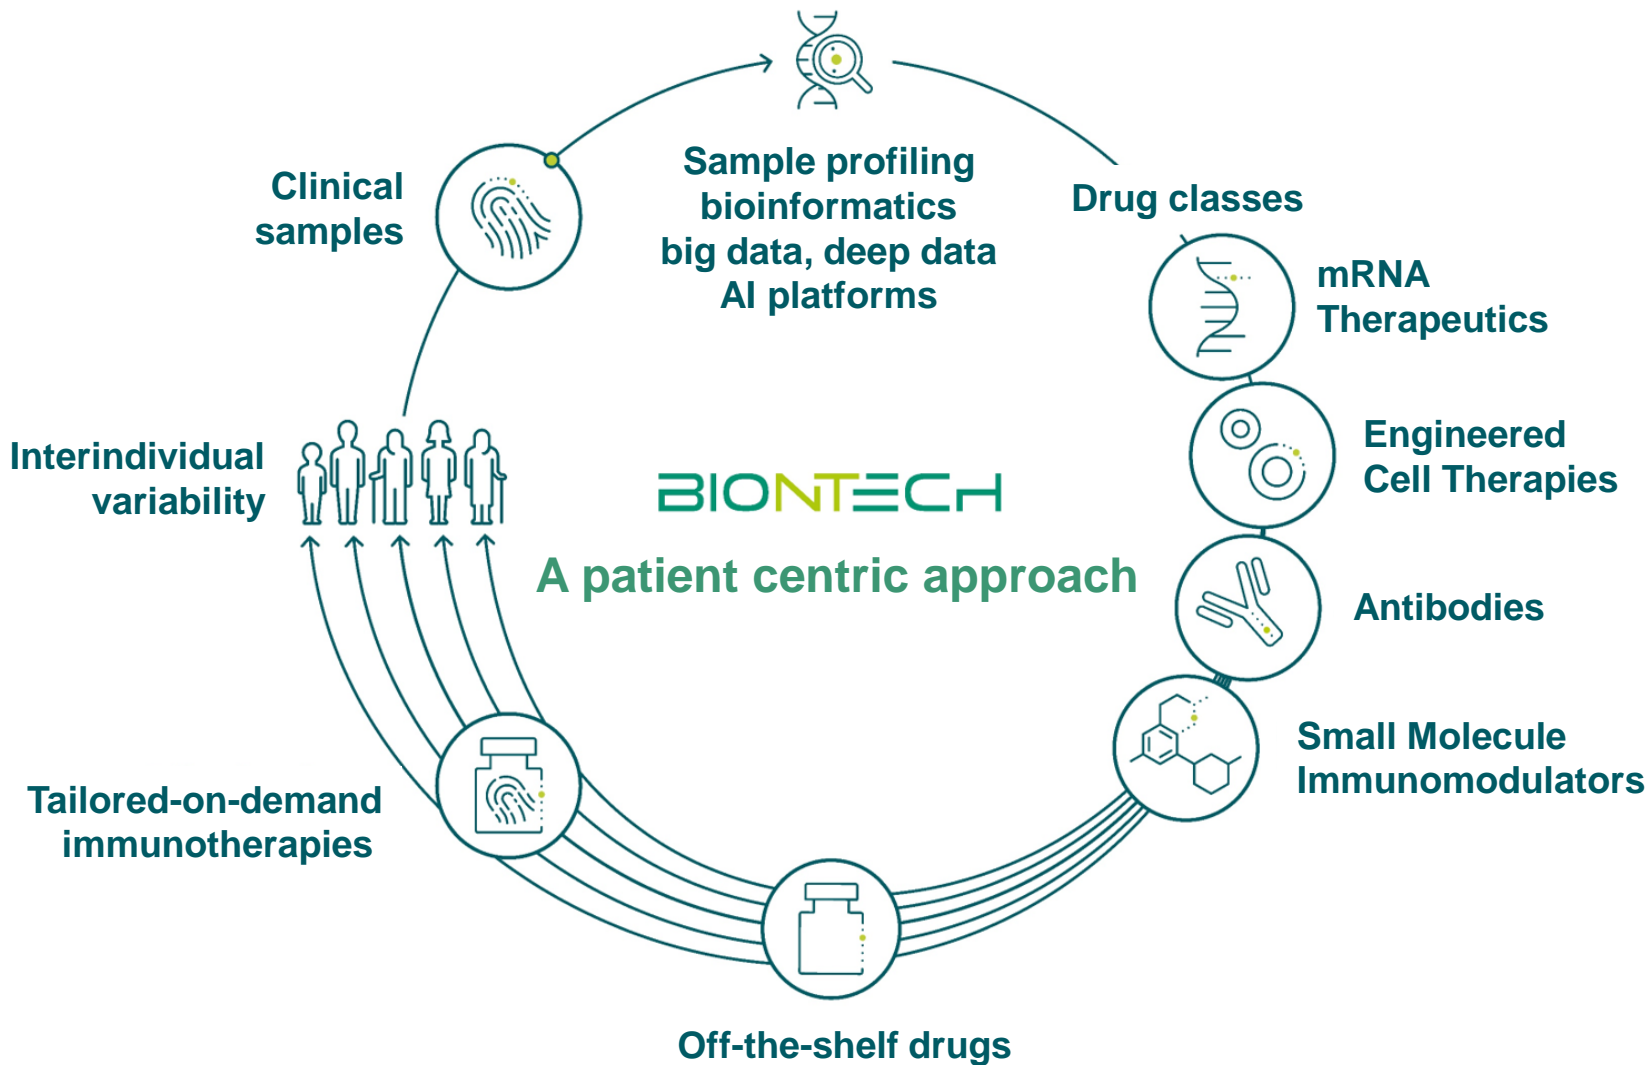 Clinical
samples
Sample profiling
bioinformatics
big data, deep data
AI platforms
Drug classes
mRNA
Therapeutics
Engineered
Cell Therapies
Interindividual
variability
BIONTECH
A patient centric approach
Antibodies
Small Molecule
Immunomodulators
Tailored-on-demand
immunotherapies
Off-the-shelf drugs